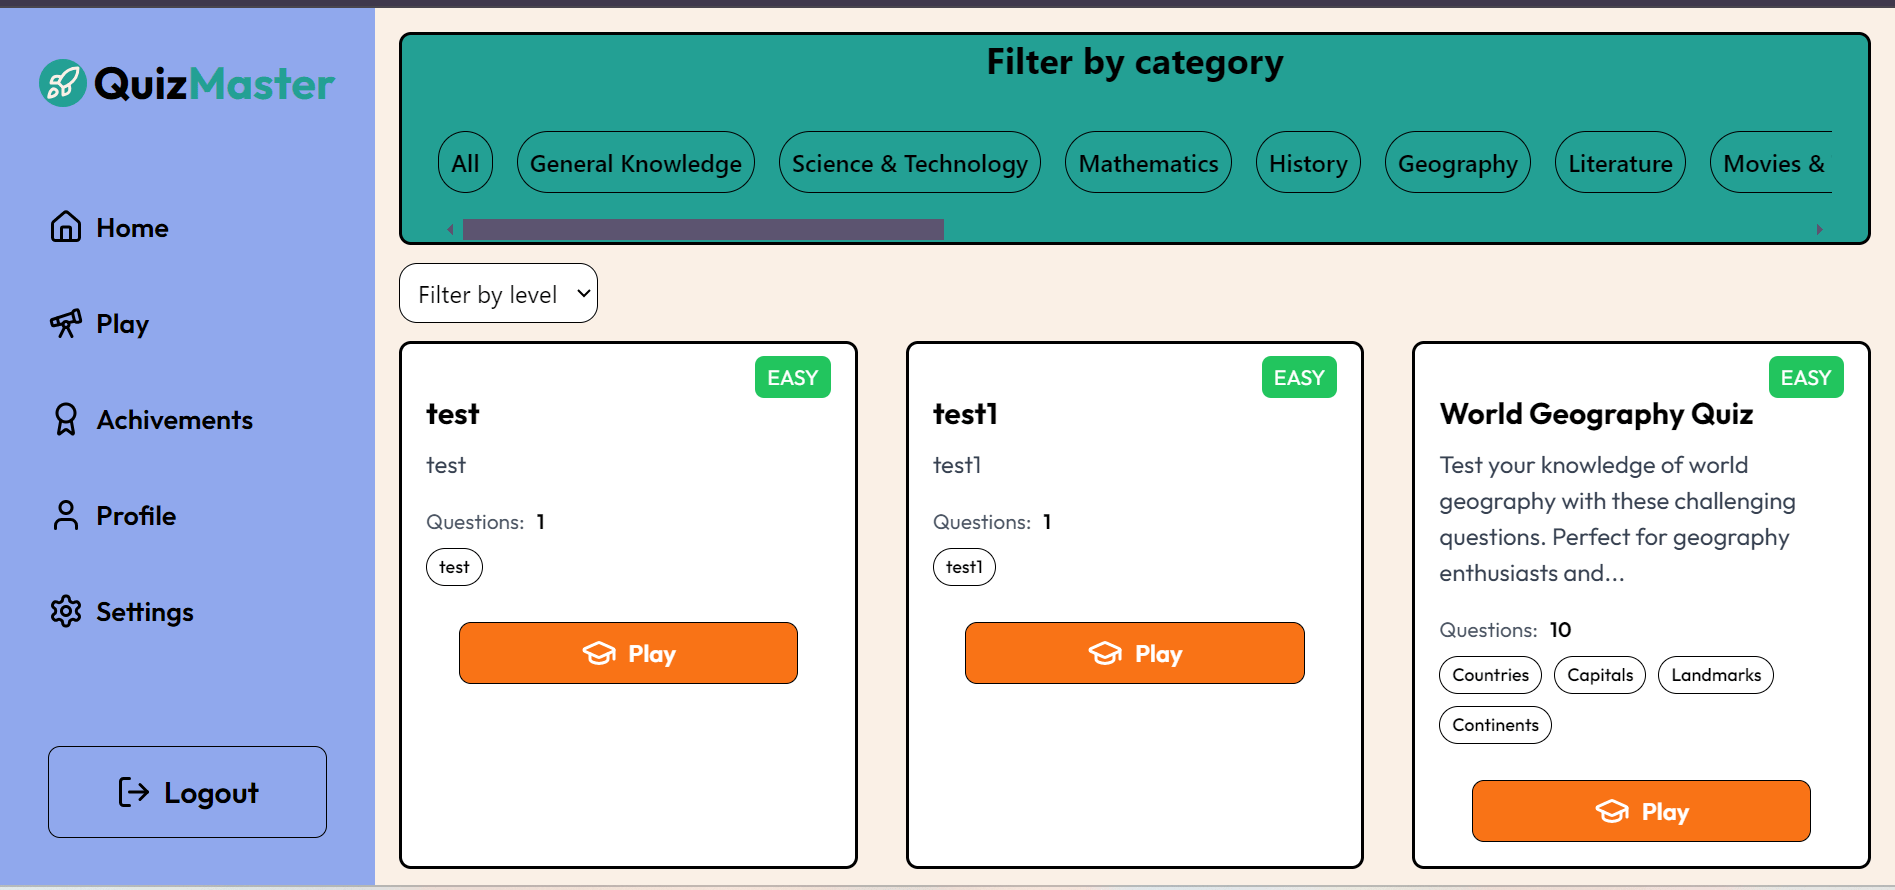 QuizMaster
Home
Play
Achivements
Profile
Settings
Logout
Filter by category
All
General Knowledge
Science & Technology
Mathematics
History
Geography
Literature
Movies &
Filter by level
EASY
test
test
Questions: 1
test
Play
EASY
test1
test1
Questions: 1
test1
Play
EASY
World Geography Quiz
Test your knowledge of world
geography with these challenging
questions. Perfect for geography
enthusiasts and...
Questions: 10
Countries Capitals Landmarks
Continents
Play